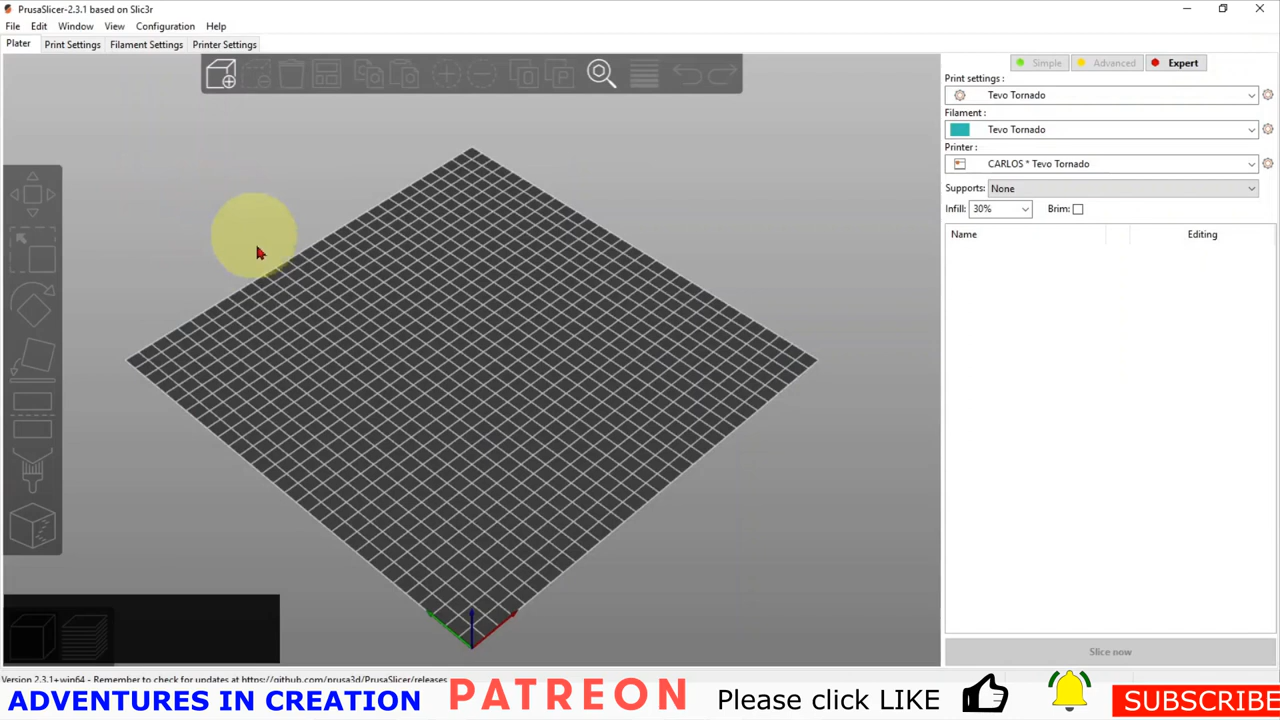 PrusaSlicer-2.3.1 based on Slic3r
File Edit Window View Configuration Help
Plater Print Settings Filament Settings Printer Settings
Simple Advanced Expert
Print settings :
Tevo Tornado
Filament :
Tevo Tornado
Printer :
CARLOS * Tevo Tornado
Supports: None
Infill: 30% Brim:
Name Editing
Slice now
Version 2.3.1+win64 - Remember to check for updates at https://github.com/prusa3d/PrusaSlicer/releases
ADVENTURES IN CREATION PATREON Please click LIKE SUBSCRIBE